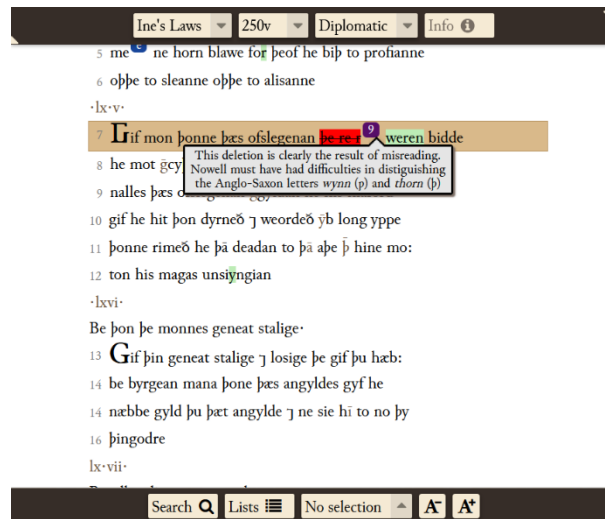 Ine's Laws 250v Diplomatic Info
5 me e ne horn blawe for þeof he biþ to profianne
6 oþþe to sleanne oþþe to alisanne
·lx·v·
7 Gif mon þonne þæs ofslegenan þe re r 9 weren bidde
This deletion is clearly the result of misreading.
Nowell must have had difficulties in distiguishing
the Anglo-Saxon letters wynn (p) and thorn (þ)
8 he mot ḡcy
9 nalles þæs
10 gif he hit þon dyrneð ⁊ weordeð ȳb long yppe
11 þonne rimeð he þā deadan to þā aþe þ̄ hine mo:
12 ton his magas unsiyngian
·lxvi·
Be þon þe monnes geneat stalige·
13 Gif þin geneat stalige ⁊ losige þe gif þu hæb:
14 be byrgean mana þone þæs angyldes gyf he
14 næbbe gyld þu þæt angylde ⁊ ne sie hī to no þy
16 þingodre
lx·vii·
Search Lists No selection A- A+